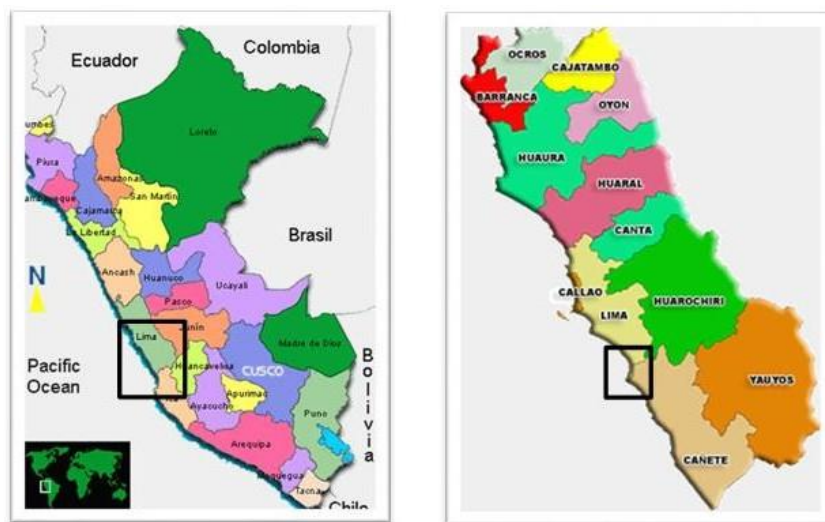 Ecuador
Colombia
Loreto
Piura
Amazonas
San Martin
Cajamarca
La Libertad
Brasil
Ancash
Huanuco
Ucayali
N
Pasco
Junin
Lima
Madre de Dios
Pacific
Ocean
Huancavelica
CUSCO
Bolivia
Apurimac
Ayacucho
Puno
Arequipa
Moquegua
Tacna
Chile
OCROS
CAJATAMBO
BARRANCA
OYON
HUAURA
HUARAL
CANTA
CALLAO
HUAROCHIRI
LIMA
YAUYOS
CAÑETE